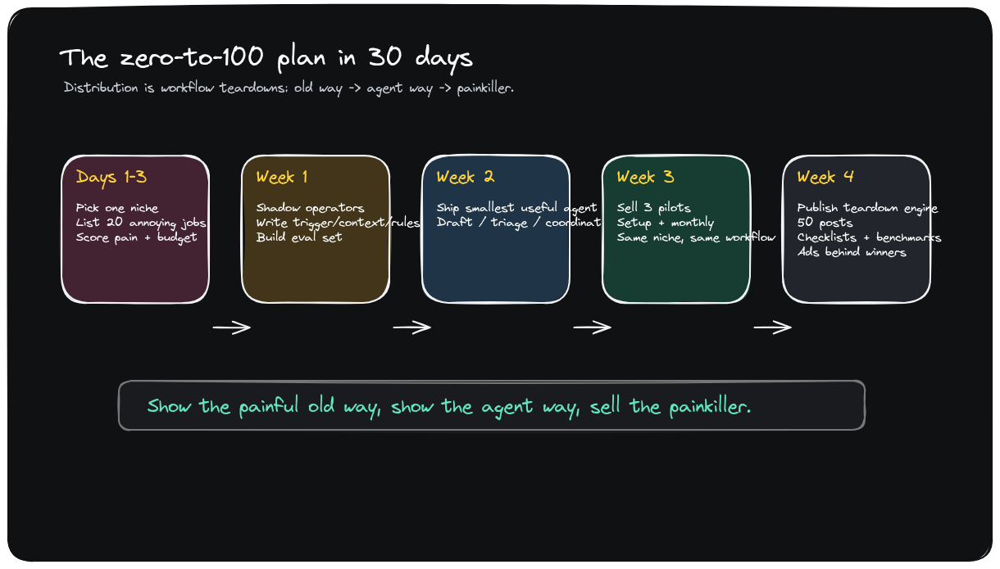 The zero-to-100 plan in 30 days
Distribution is workflow teardowns: old way -> agent way -> painkiller.
Days 1-3
Pick one niche
List 20 annoying jobs
Score pain + budget
Week 1
Shadow operators
Write trigger/context/rules
Build eval set
Week 2
Ship smallest useful agent
Draft / triage / coordinat
Week 3
Sell 3 pilots
Setup + monthly
Same niche, same workflow
Week 4
Publish teardown engine
50 posts
Checklists + benchmarks
Ads behind winners
Show the painful old way, show the agent way, sell the painkiller.